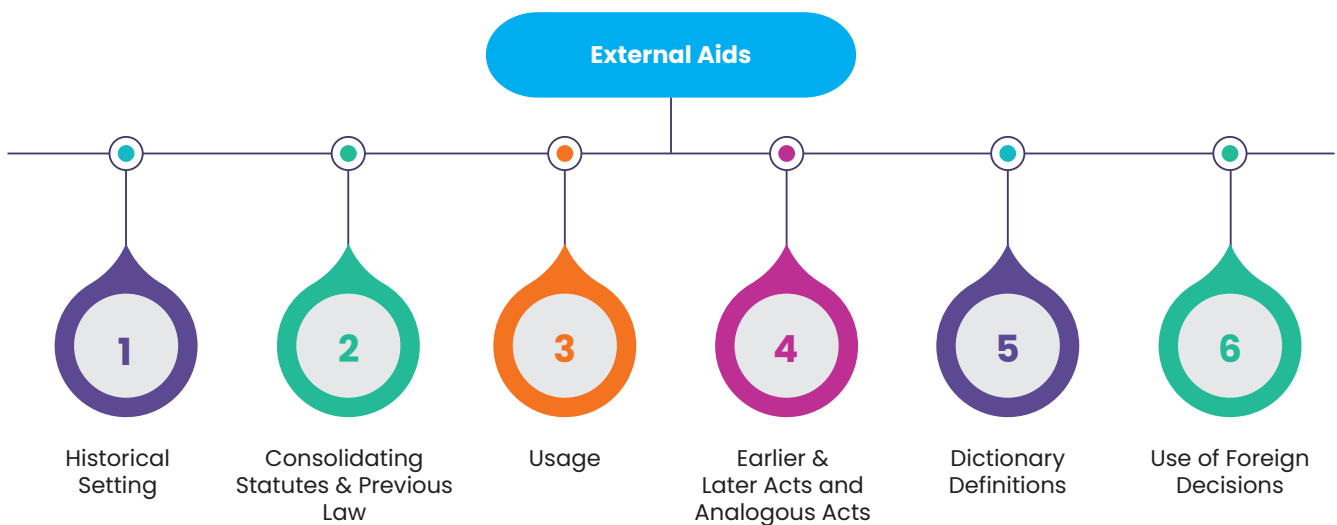 External Aids
1
2
3
4
5
6
Historical
Setting
Consolidating
Statutes & Previous
Law
Usage
Earlier &
Later Acts and
Analogous Acts
Dictionary
Definitions
Use of Foreign
Decisions